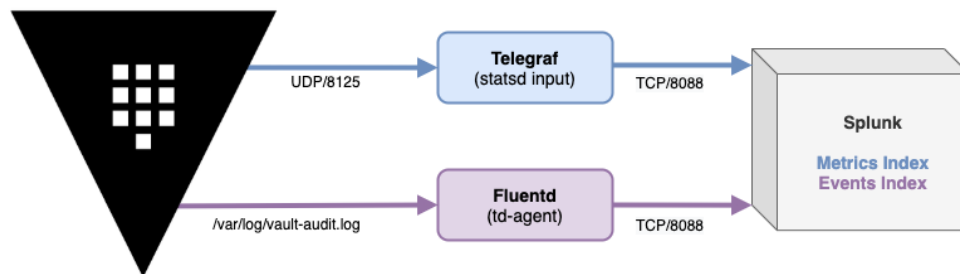 Telegraf
(statsd input)
UDP/8125
TCP/8088
Splunk
Metrics Index
Events Index
Fluentd
(td-agent)
/var/log/vault-audit.log
TCP/8088